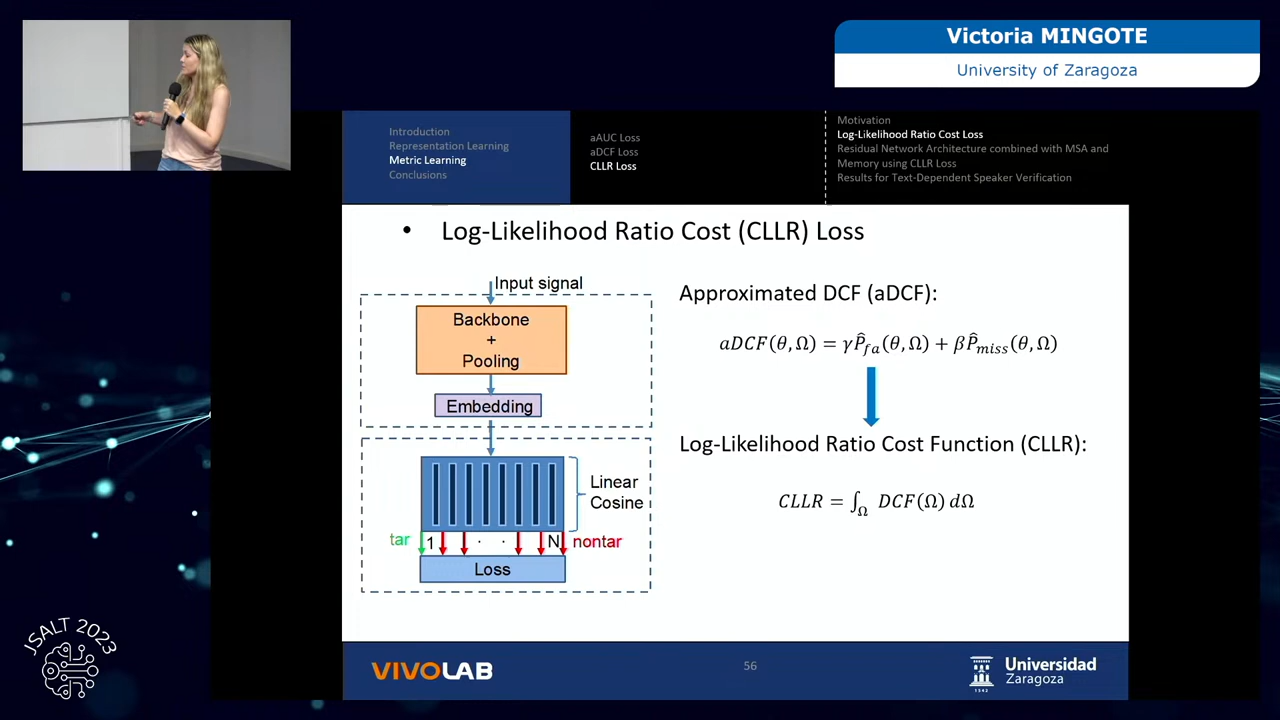 Victoria MINGOTE
University of Zaragoza
Introduction
Representation Learning
Metric Learning
Conclusions
aAUC Loss
aDCF Loss
CLLR Loss
Motivation
Log-Likelihood Ratio Cost Loss
Residual Network Architecture combined with MSA and
Memory using CLLR Loss
Results for Text-Dependent Speaker Verification
• Log-Likelihood Ratio Cost (CLLR) Loss
Input signal
Backbone
+
Pooling
Embedding
Linear
Cosine
tar 1 · · N nontar
Loss
Approximated DCF (aDCF):
aDCF(θ,Ω) = γP̂_fa(θ,Ω) + βP̂_miss(θ,Ω)
Log-Likelihood Ratio Cost Function (CLLR):
CLLR = ∫_Ω DCF(Ω) dΩ
JSALT 2023
VIVOLAB
56
1542
Universidad
Zaragoza